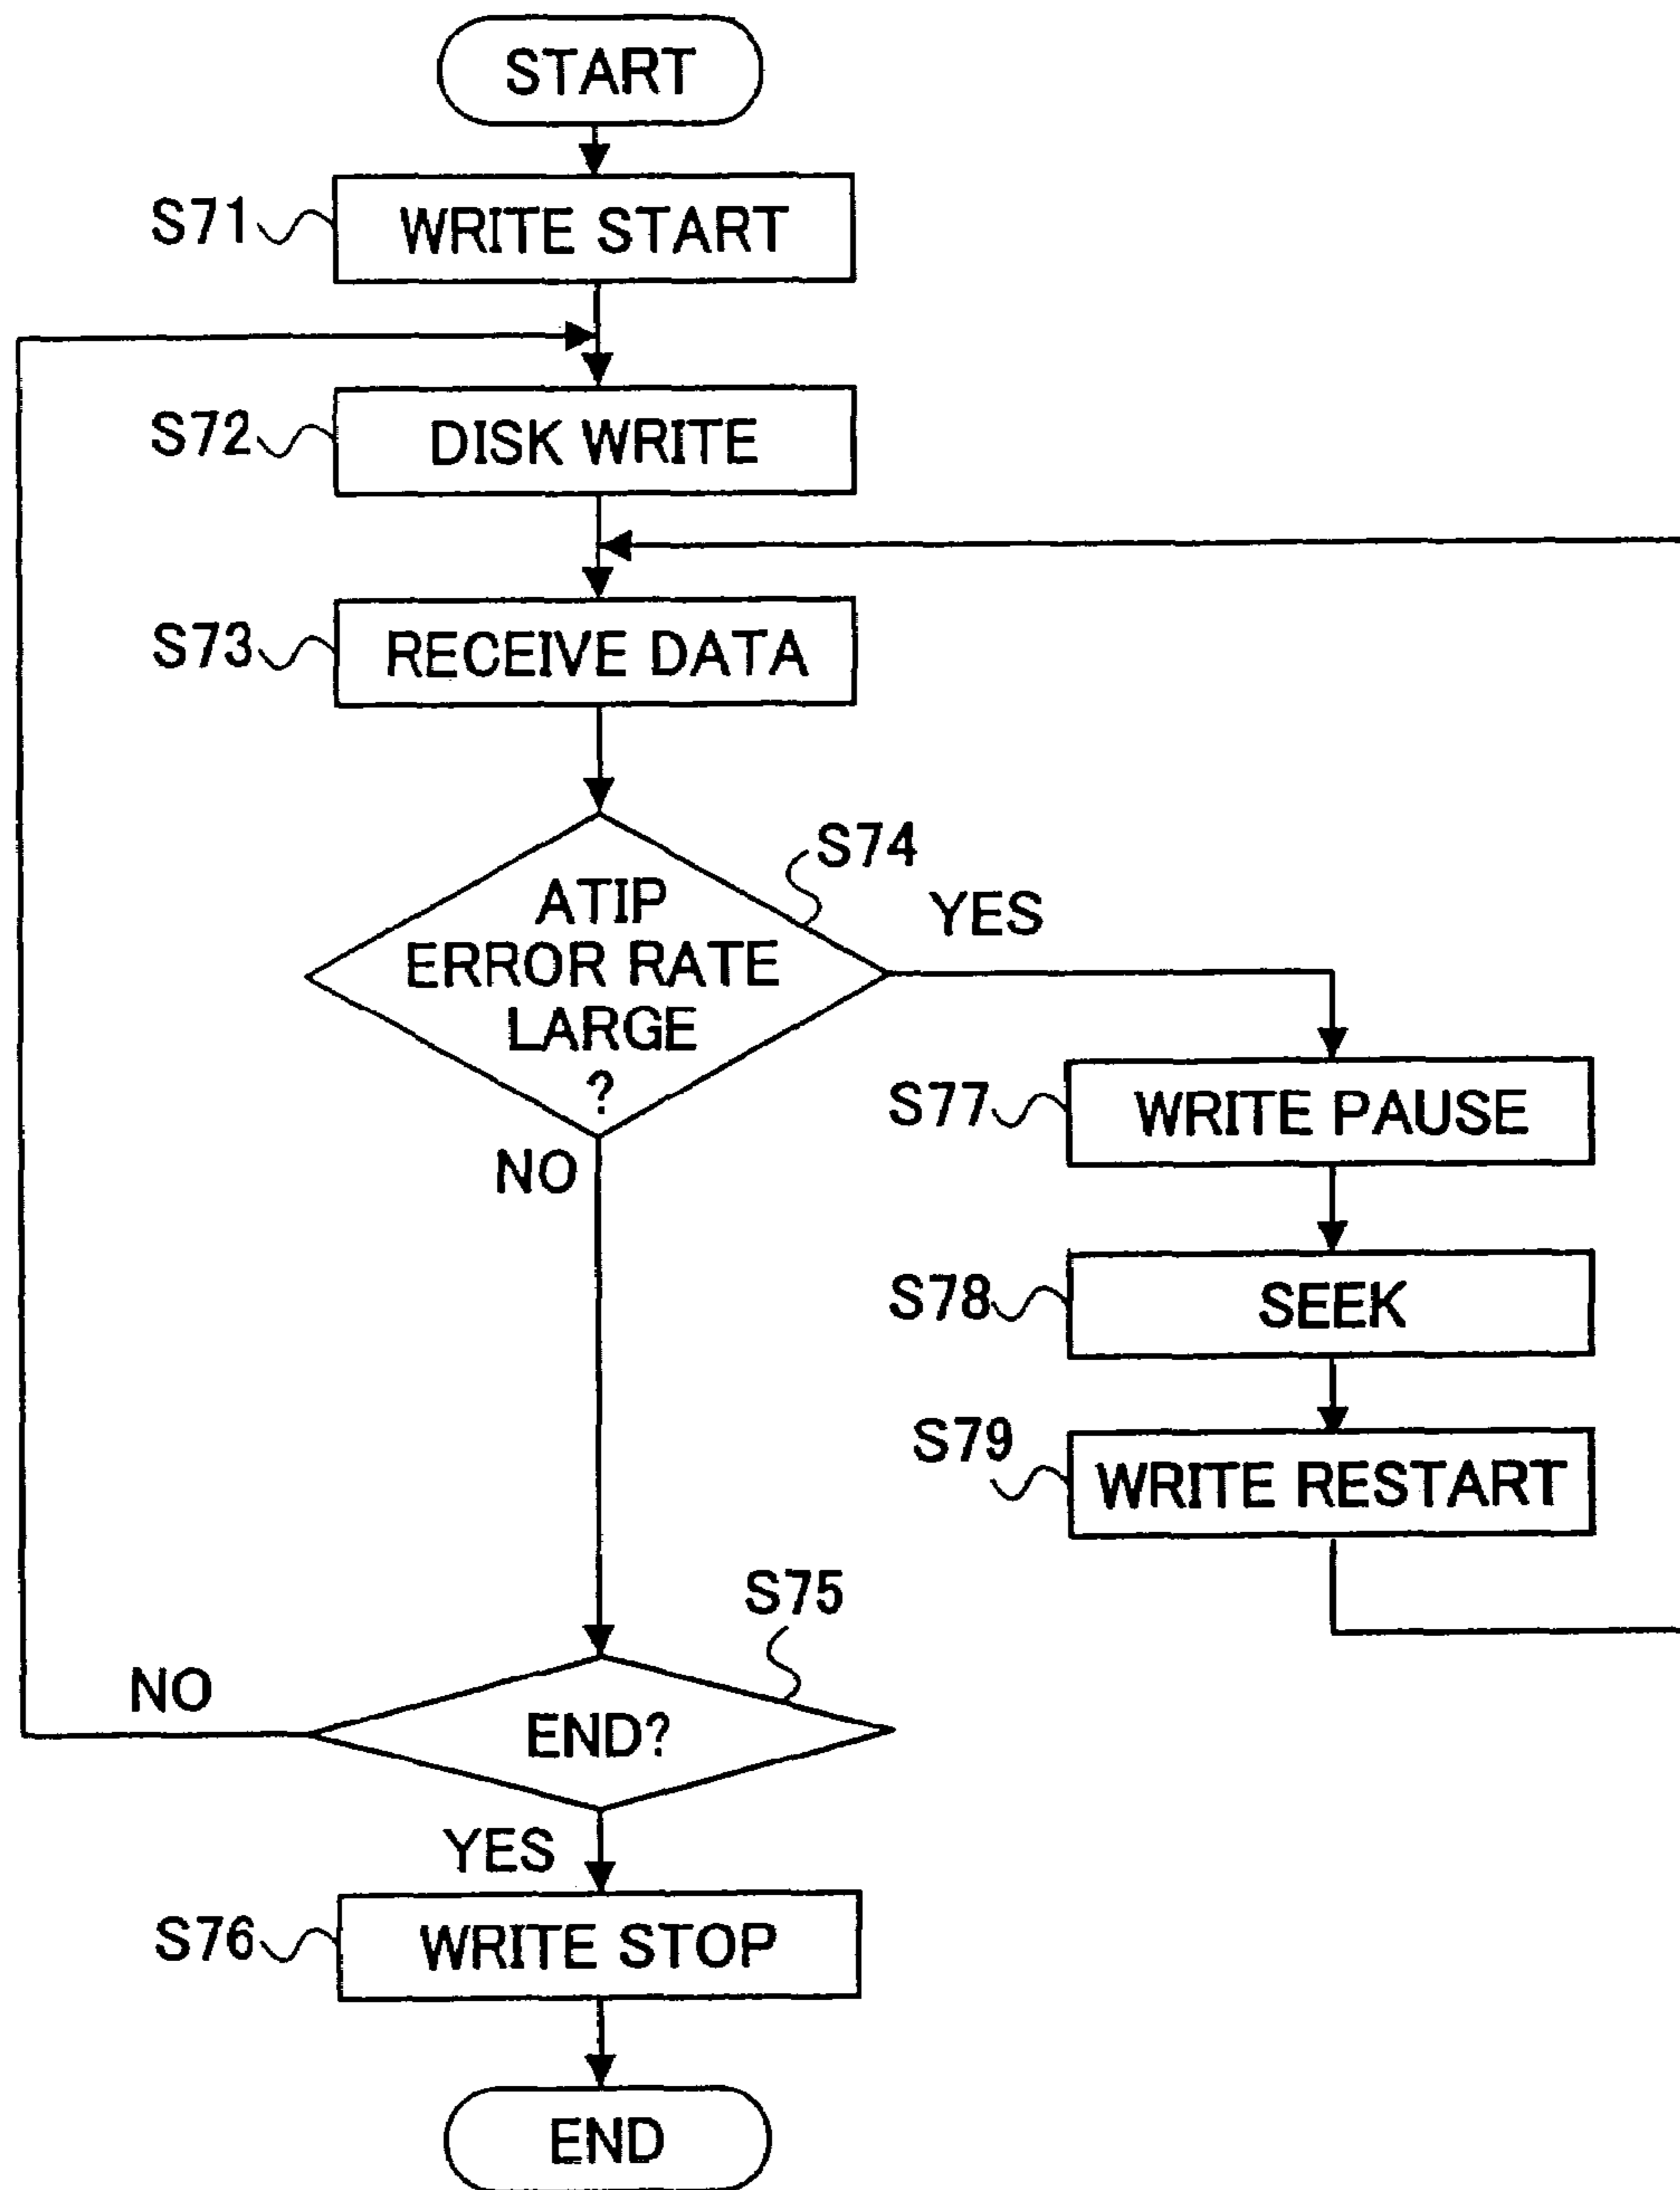 START
S71
WRITE START
S72
DISK WRITE
S73
RECEIVE DATA
S74
ATIP
ERROR RATE
LARGE
?
YES
NO
S77
WRITE PAUSE
S78
SEEK
S79
WRITE RESTART
S75
END?
NO
YES
S76
WRITE STOP
END